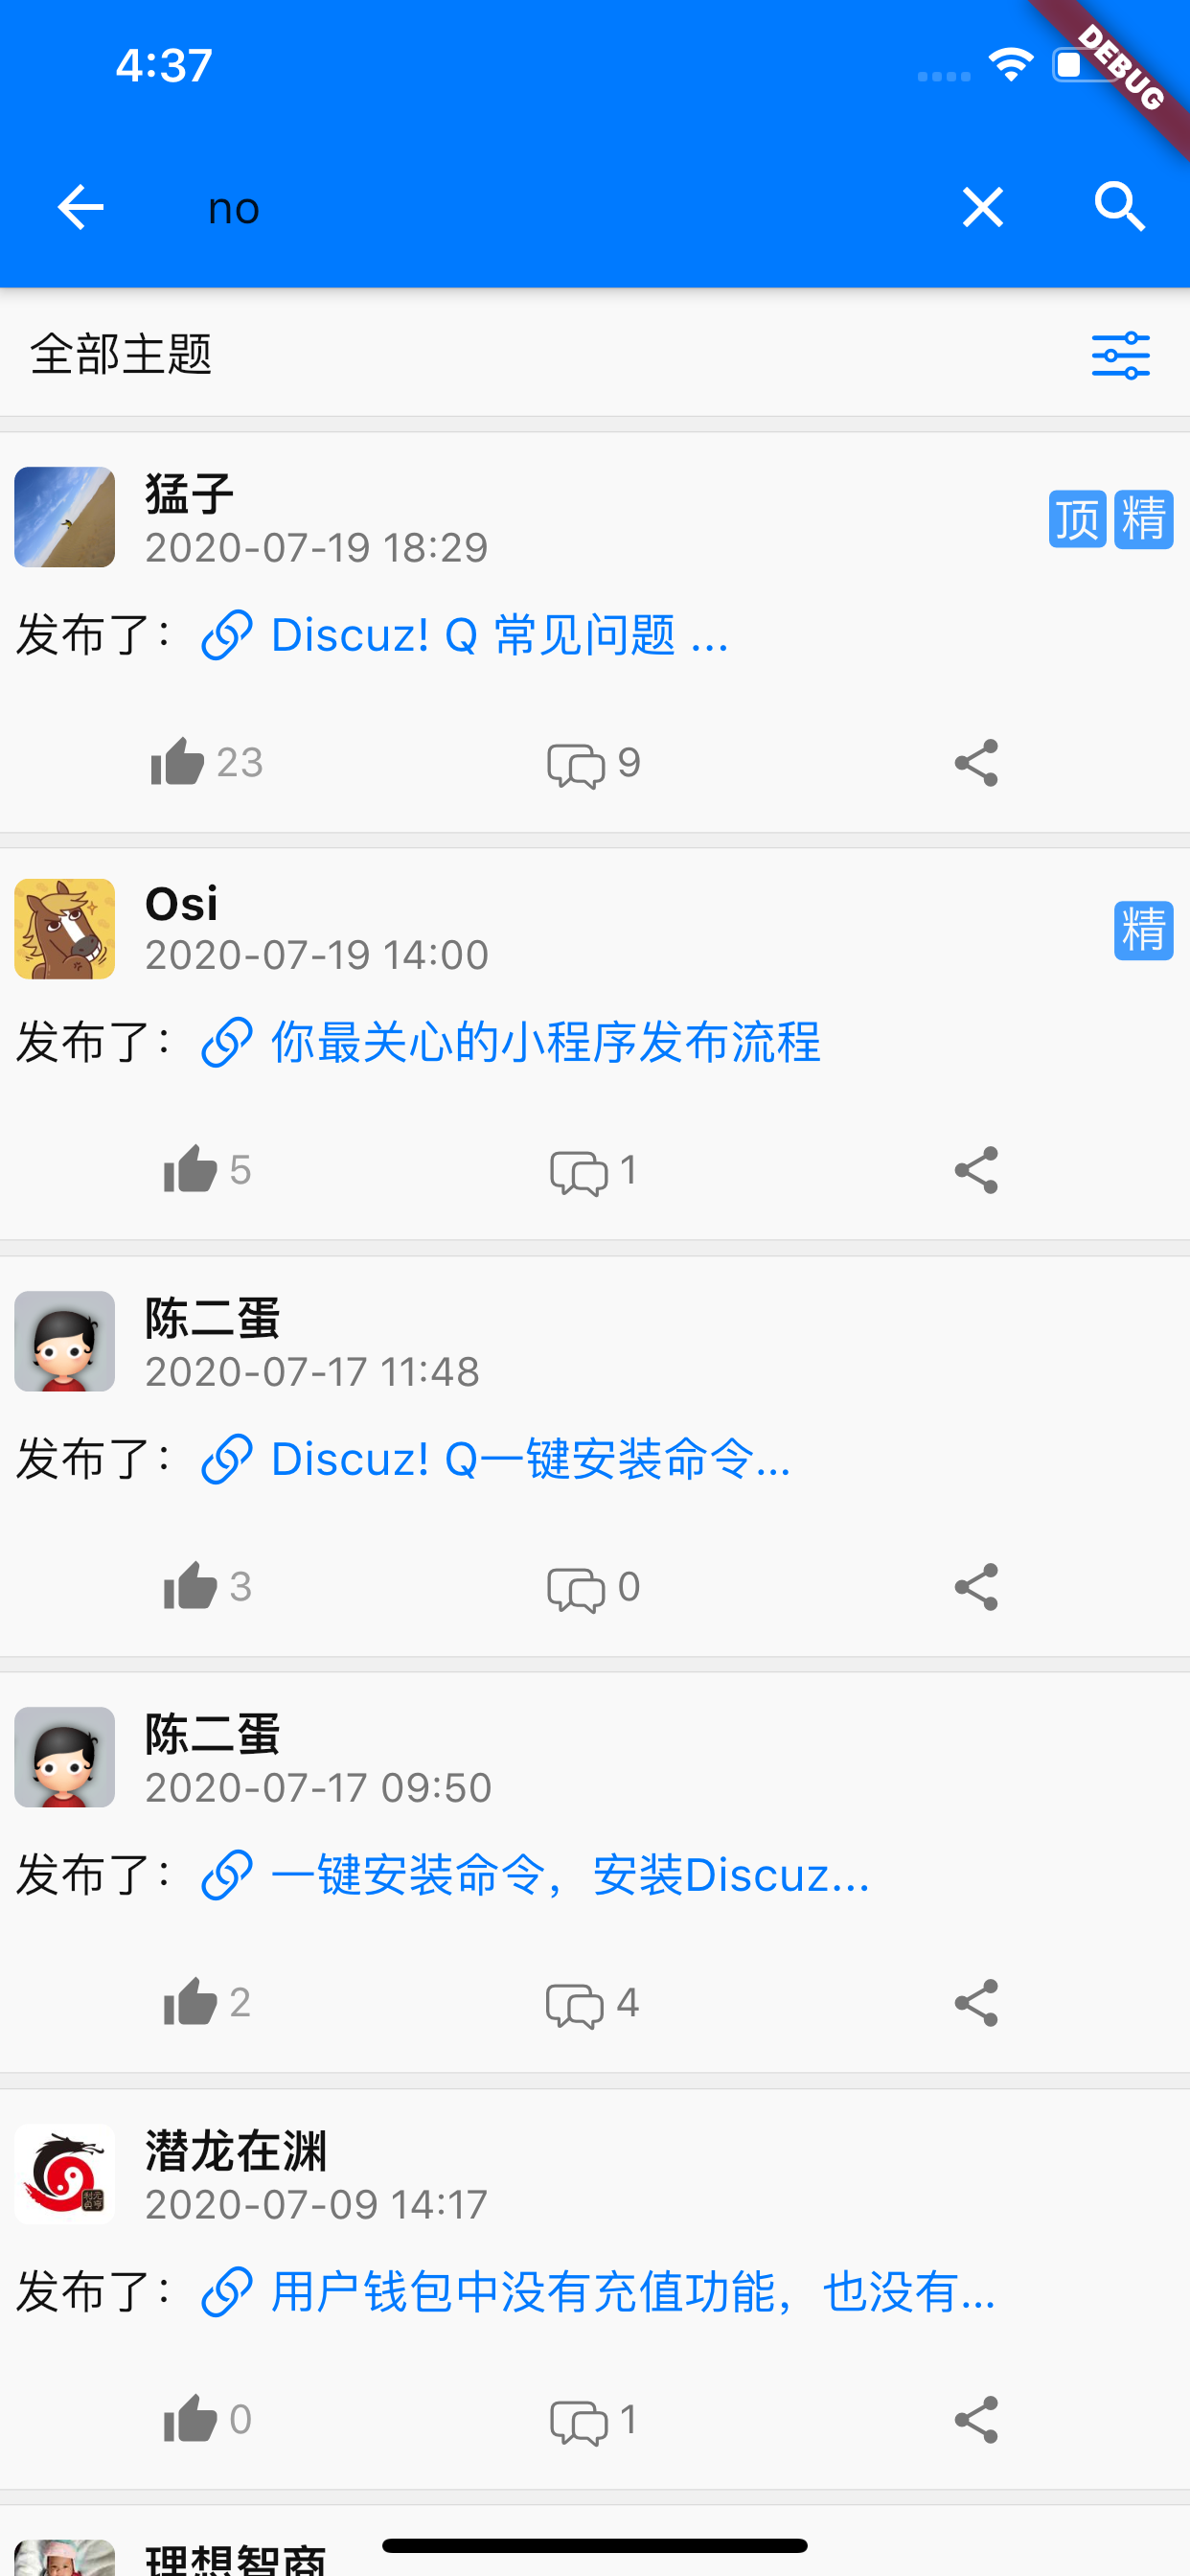 4:37
DEBUG
no
全部主题
猛子
2020-07-19 18:29
顶 精
发布了: Discuz! Q 常见问题 ...
23
9
Osi
2020-07-19 14:00
精
发布了: 你最关心的小程序发布流程
5
1
陈二蛋
2020-07-17 11:48
发布了: Discuz! Q一键安装命令...
3
0
陈二蛋
2020-07-17 09:50
发布了: 一键安装命令，安装Discuz...
2
4
潜龙在渊
2020-07-09 14:17
发布了: 用户钱包中没有充值功能，也没有...
0
1
理想智商